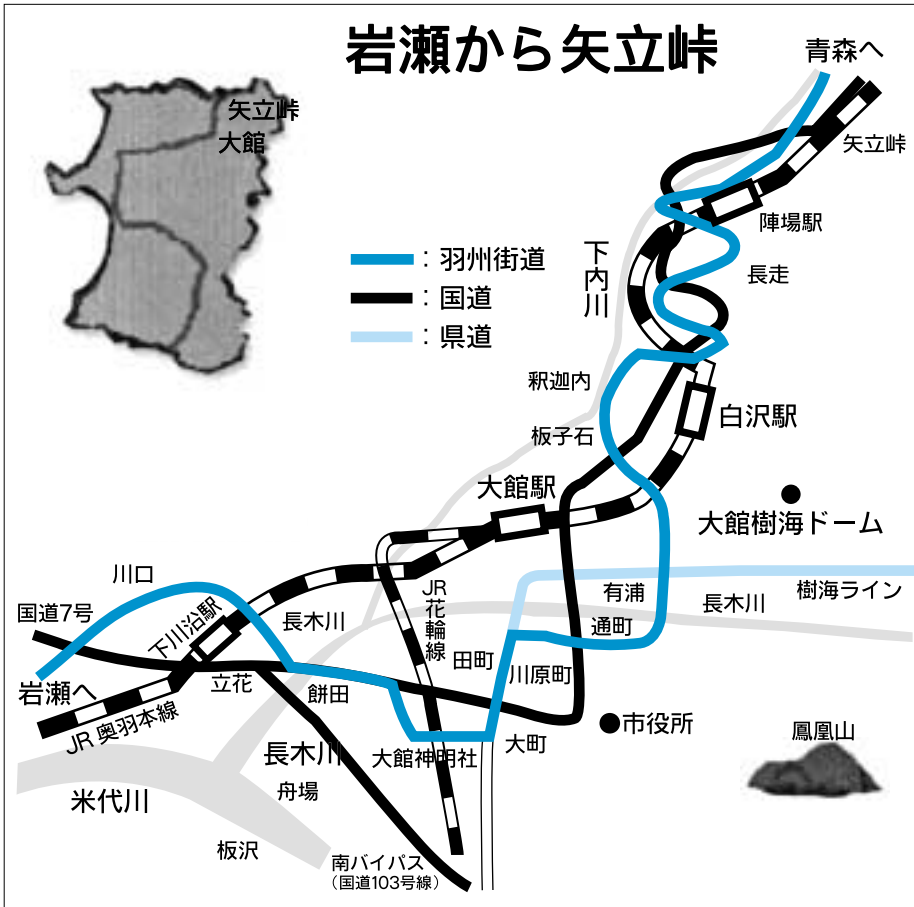 岩瀬から矢立峠
青森へ
矢立峠
大館
矢立峠
陣場駅
下内川
長走
：羽州街道
：国道
：県道
釈迦内
白沢駅
板子石
大館駅
大館樹海ドーム
川口
JR花輪線
有浦
樹海ライン
国道7号
下川沿駅
長木川
長木川
通町
田町
川原町
岩瀬へ
立花
餅田
JR奥羽本線
大館神明社
大町
市役所
鳳凰山
長木川
舟場
米代川
板沢
南バイパス
（国道103号線）